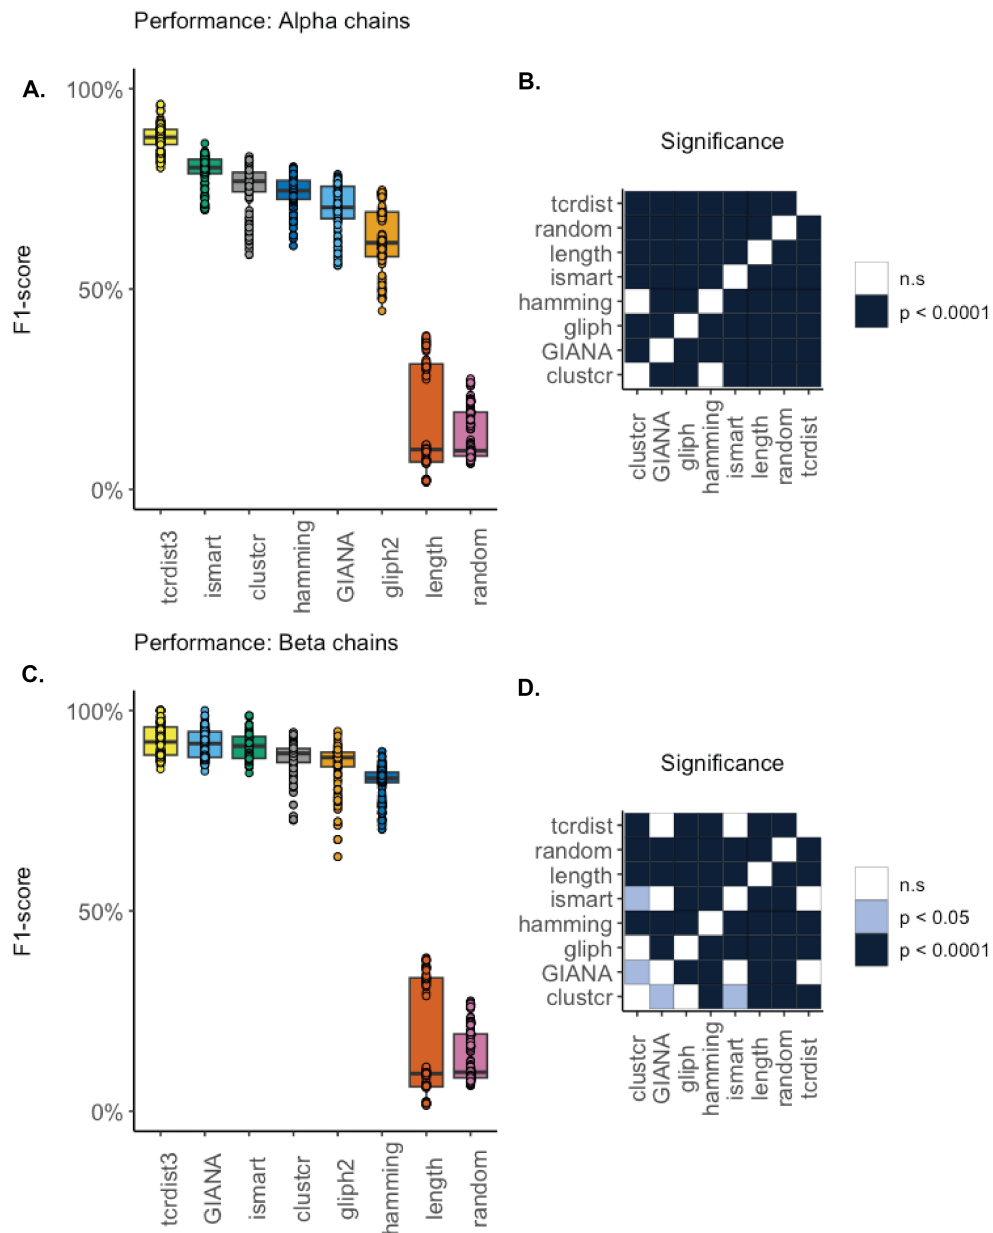 Performance: Alpha chains
A.
100%
50%
0%
F1-score
tcrdist3
ismart
clustcr
hamming
GIANA
gliph2
length
random
B.
Significance
tcrdist
random
length
ismart
hamming
gliph
GIANA
clustcr
clustcr
GIANA
gliph
hamming
ismart
length
random
tcrdist
n.s
p < 0.0001
Performance: Beta chains
C.
100%
50%
0%
F1-score
tcrdist3
GIANA
ismart
clustcr
gliph2
hamming
length
random
D.
Significance
tcrdist
random
length
ismart
hamming
gliph
GIANA
clustcr
clustcr
GIANA
gliph
hamming
ismart
length
random
tcrdist
n.s
p < 0.05
p < 0.0001